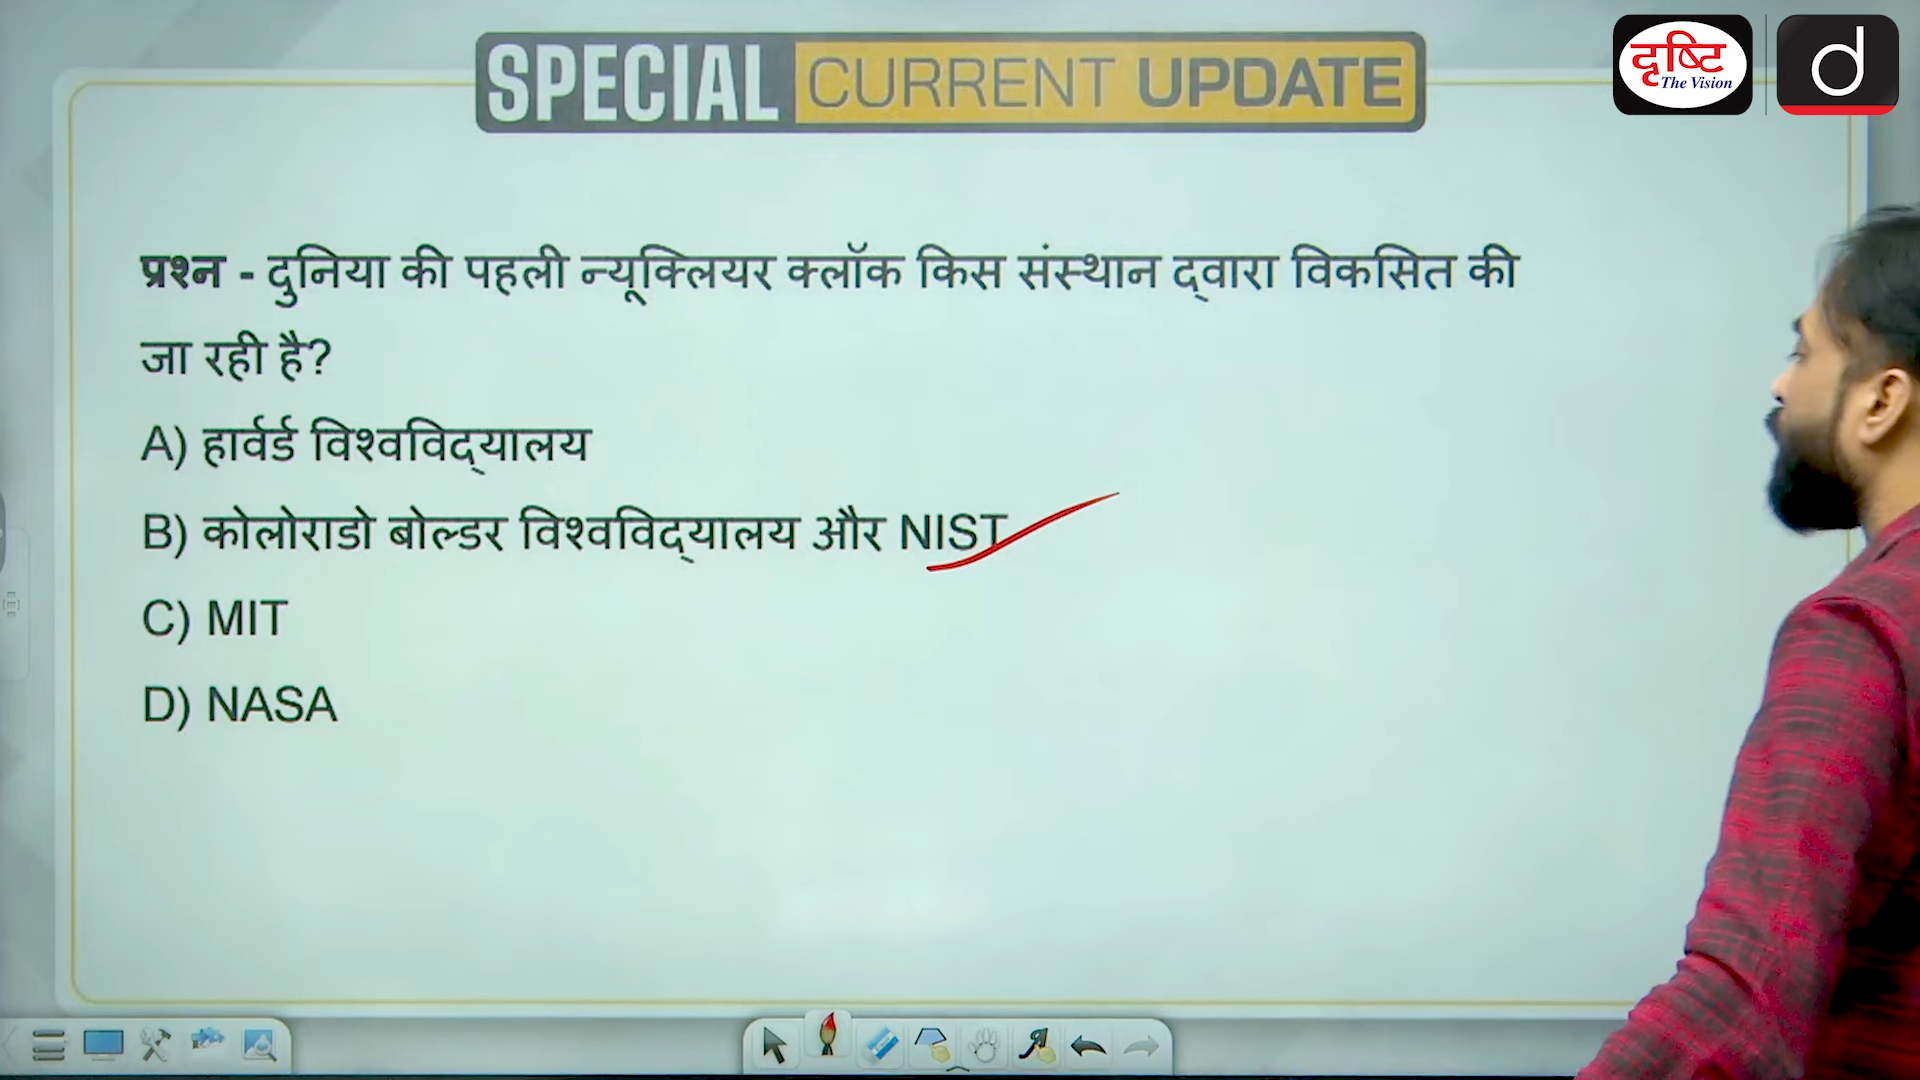 SPECIAL CURRENT UPDATE
दृष्टि
The Vision
d
प्रश्न - दुनिया की पहली न्यूक्लियर क्लॉक किस संस्थान द्वारा विकसित की
जा रही है?
A) हार्वर्ड विश्वविद्यालय
B) कोलोराडो बोल्डर विश्वविद्यालय और NIST
C) MIT
D) NASA